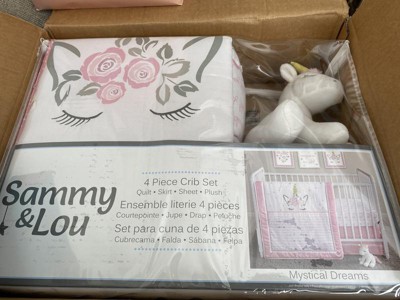 Sammy
& Lou
4 Piece Crib Set
Quilt • Skirt • Sheet • Plush
Ensemble literie 4 pièces
Courtepointe • Jupe • Drap • Peluche
Set para cuna de 4 piezas
Cubrecama • Falda • Sábana • Felpa
Mystical Dreams